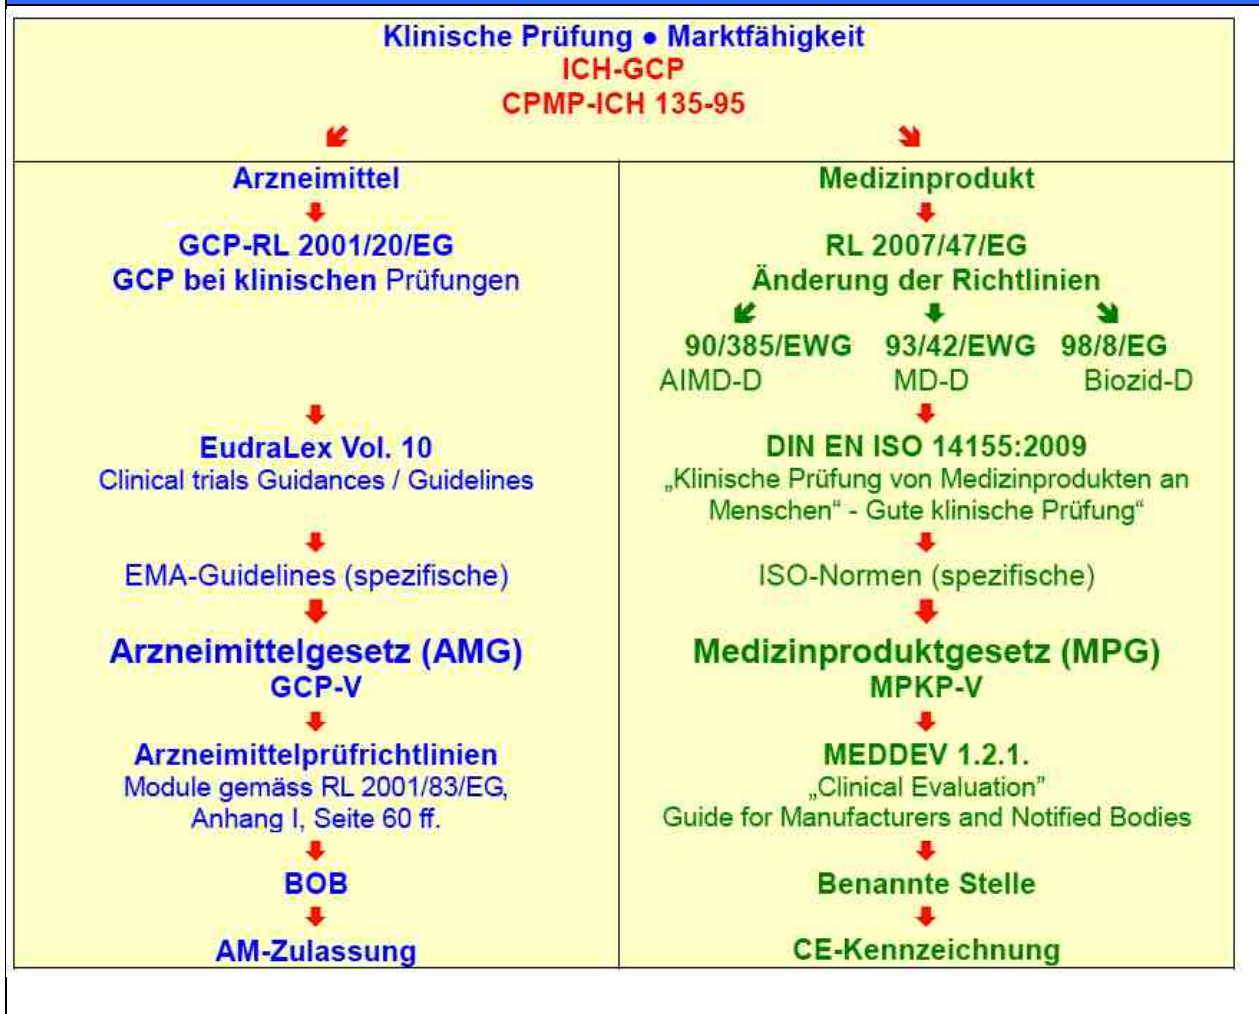 Klinische Prüfung ● Marktfähigkeit
ICH-GCP
CPMP-ICH 135-95
Arzneimittel
GCP-RL 2001/20/EG
GCP bei klinischen Prüfungen
EudraLex Vol. 10
Clinical trials Guidances / Guidelines
EMA-Guidelines (spezifische)
Arzneimittelgesetz (AMG)
GCP-V
Arzneimittelprüfrichtlinien
Module gemäss RL 2001/83/EG,
Anhang I, Seite 60 ff.
BOB
AM-Zulassung
Medizinprodukt
RL 2007/47/EG
Änderung der Richtlinien
90/385/EWG 93/42/EWG 98/8/EG
AIMD-D MD-D Biozid-D
DIN EN ISO 14155:2009
„Klinische Prüfung von Medizinprodukten an
Menschen“ - Gute klinische Prüfung“
ISO-Normen (spezifische)
Medizinproduktgesetz (MPG)
MPKP-V
MEDDEV 1.2.1.
„Clinical Evaluation”
Guide for Manufacturers and Notified Bodies
Benannte Stelle
CE-Kennzeichnung